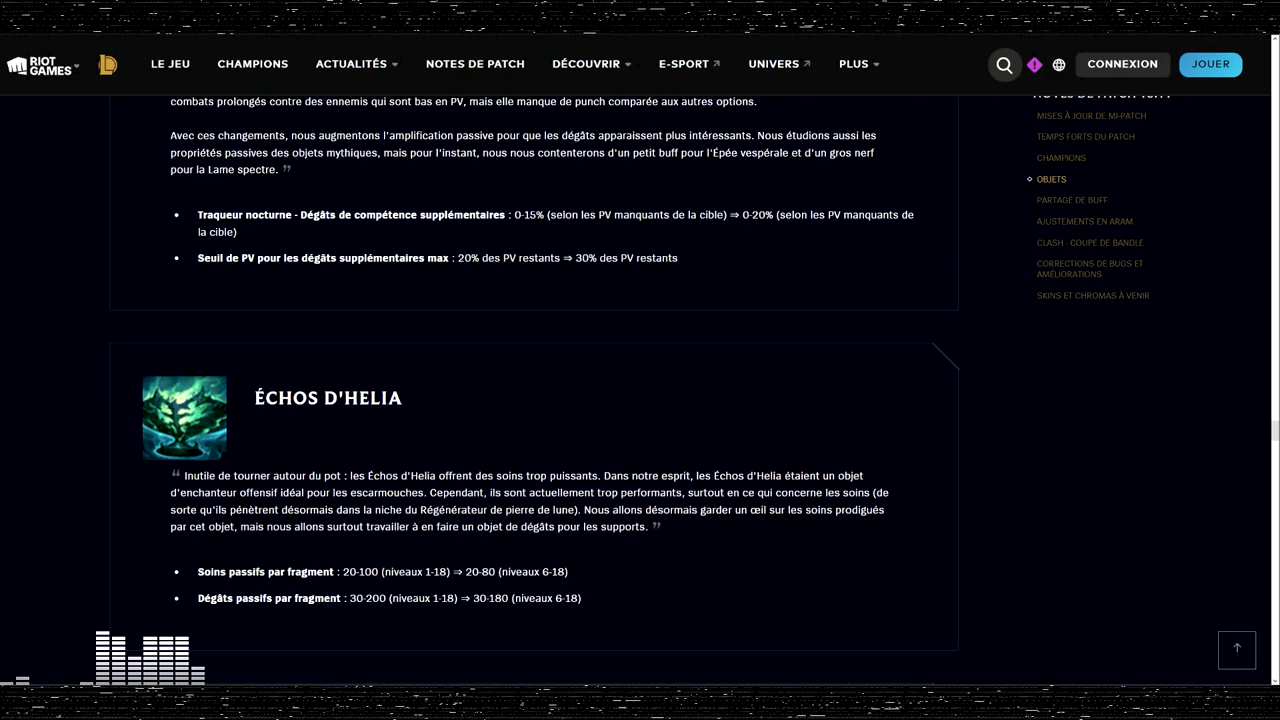 RIOT GAMES
LE JEU
CHAMPIONS
ACTUALITÉS
NOTES DE PATCH
DÉCOUVRIR
E-SPORT
UNIVERS
PLUS
CONNEXION
JOUER
combats prolongés contre des ennemis qui sont bas en PV, mais elle manque de punch comparée aux autres options.
Avec ces changements, nous augmentons l'amplification passive pour que les dégâts apparaissent plus intéressants. Nous étudions aussi les
propriétés passives des objets mythiques, mais pour l'instant, nous nous contenterons d'un petit buff pour l'Épée vespérale et d'un gros nerf
pour la Lame spectre. ”
• Traqueur nocturne - Dégâts de compétence supplémentaires : 0-15% (selon les PV manquants de la cible) ⇒ 0-20% (selon les PV manquants de
la cible)
• Seuil de PV pour les dégâts supplémentaires max : 20% des PV restants ⇒ 30% des PV restants
ÉCHOS D'HELIA
“ Inutile de tourner autour du pot : les Échos d'Helia offrent des soins trop puissants. Dans notre esprit, les Échos d'Helia étaient un objet
d'enchanteur offensif idéal pour les escarmouches. Cependant, ils sont actuellement trop performants, surtout en ce qui concerne les soins (de
sorte qu'ils pénètrent désormais dans la niche du Régénérateur de pierre de lune). Nous allons désormais garder un œil sur les soins prodigués
par cet objet, mais nous allons surtout travailler à en faire un objet de dégâts pour les supports. ”
• Soins passifs par fragment : 20-100 (niveaux 1-18) ⇒ 20-80 (niveaux 6-18)
• Dégâts passifs par fragment : 30-200 (niveaux 1-18) ⇒ 30-180 (niveaux 6-18)
NOTES DE PATCH
MISES À JOUR DE MI-PATCH
TEMPS FORTS DU PATCH
CHAMPIONS
OBJETS
PARTAGE DE BUFF
AJUSTEMENTS EN ARAM
CLASH - COUPE DE BANDLE
CORRECTIONS DE BUGS ET
AMÉLIORATIONS
SKINS ET CHROMAS À VENIR